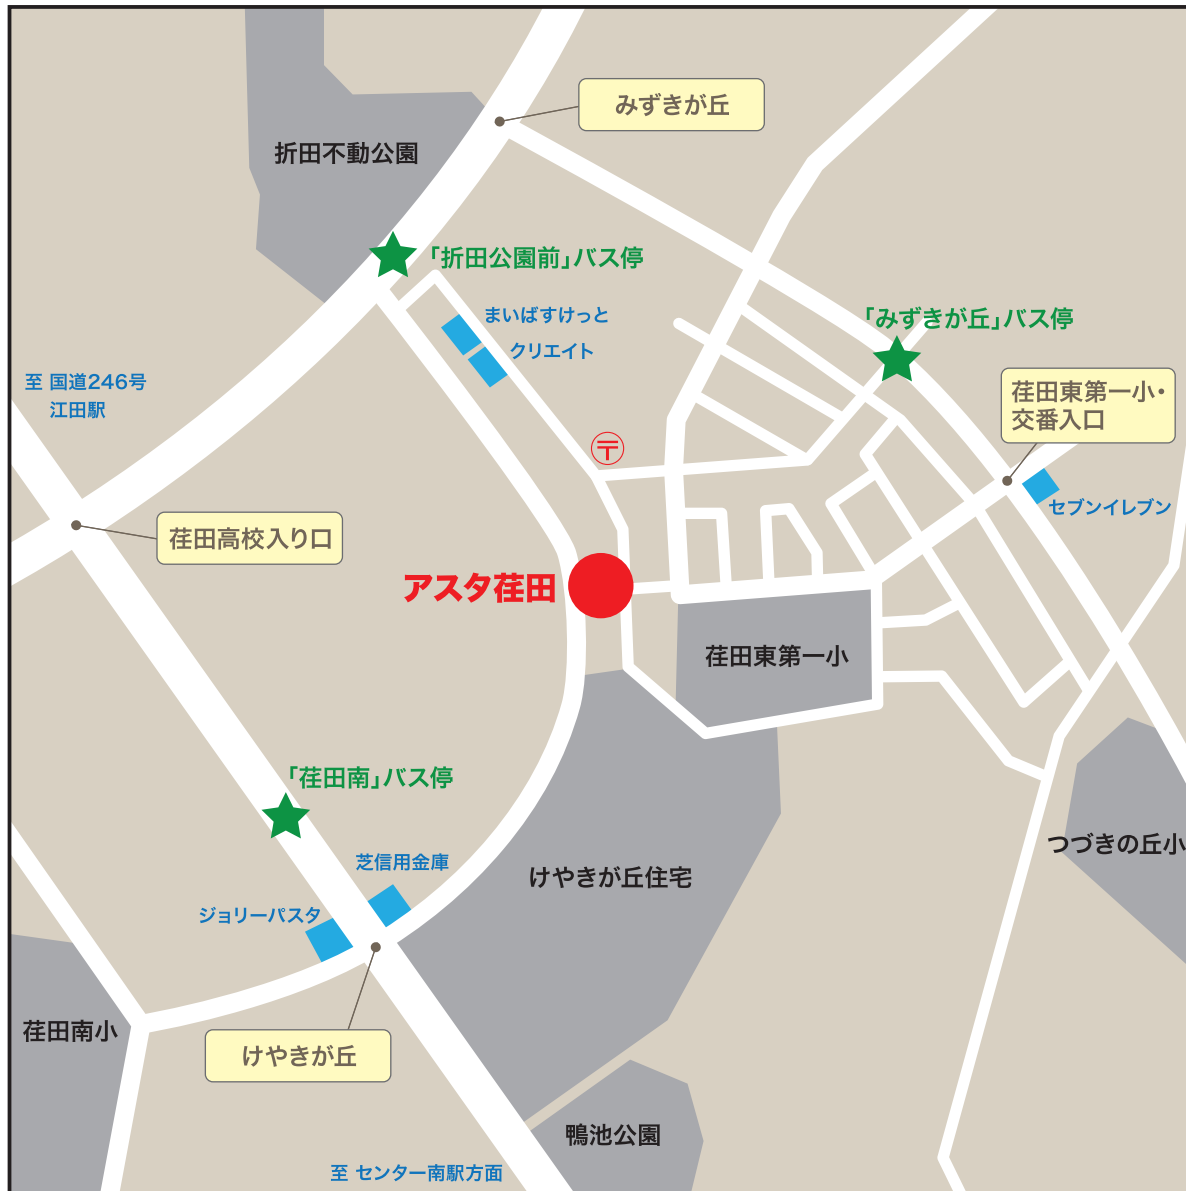 みずきが丘
折田不動公園
「折田公園前」バス停
まいばすけっと
クリエイト
「みずきが丘」バス停
至 国道246号
江田駅
荏田東第一小・
交番入口
〒
セブンイレブン
荏田高校入り口
アスタ荏田
荏田東第一小
「荏田南」バス停
つづきの丘小
芝信用金庫
けやきが丘住宅
ジョリーパスタ
荏田南小
けやきが丘
鴨池公園
至 センター南駅方面